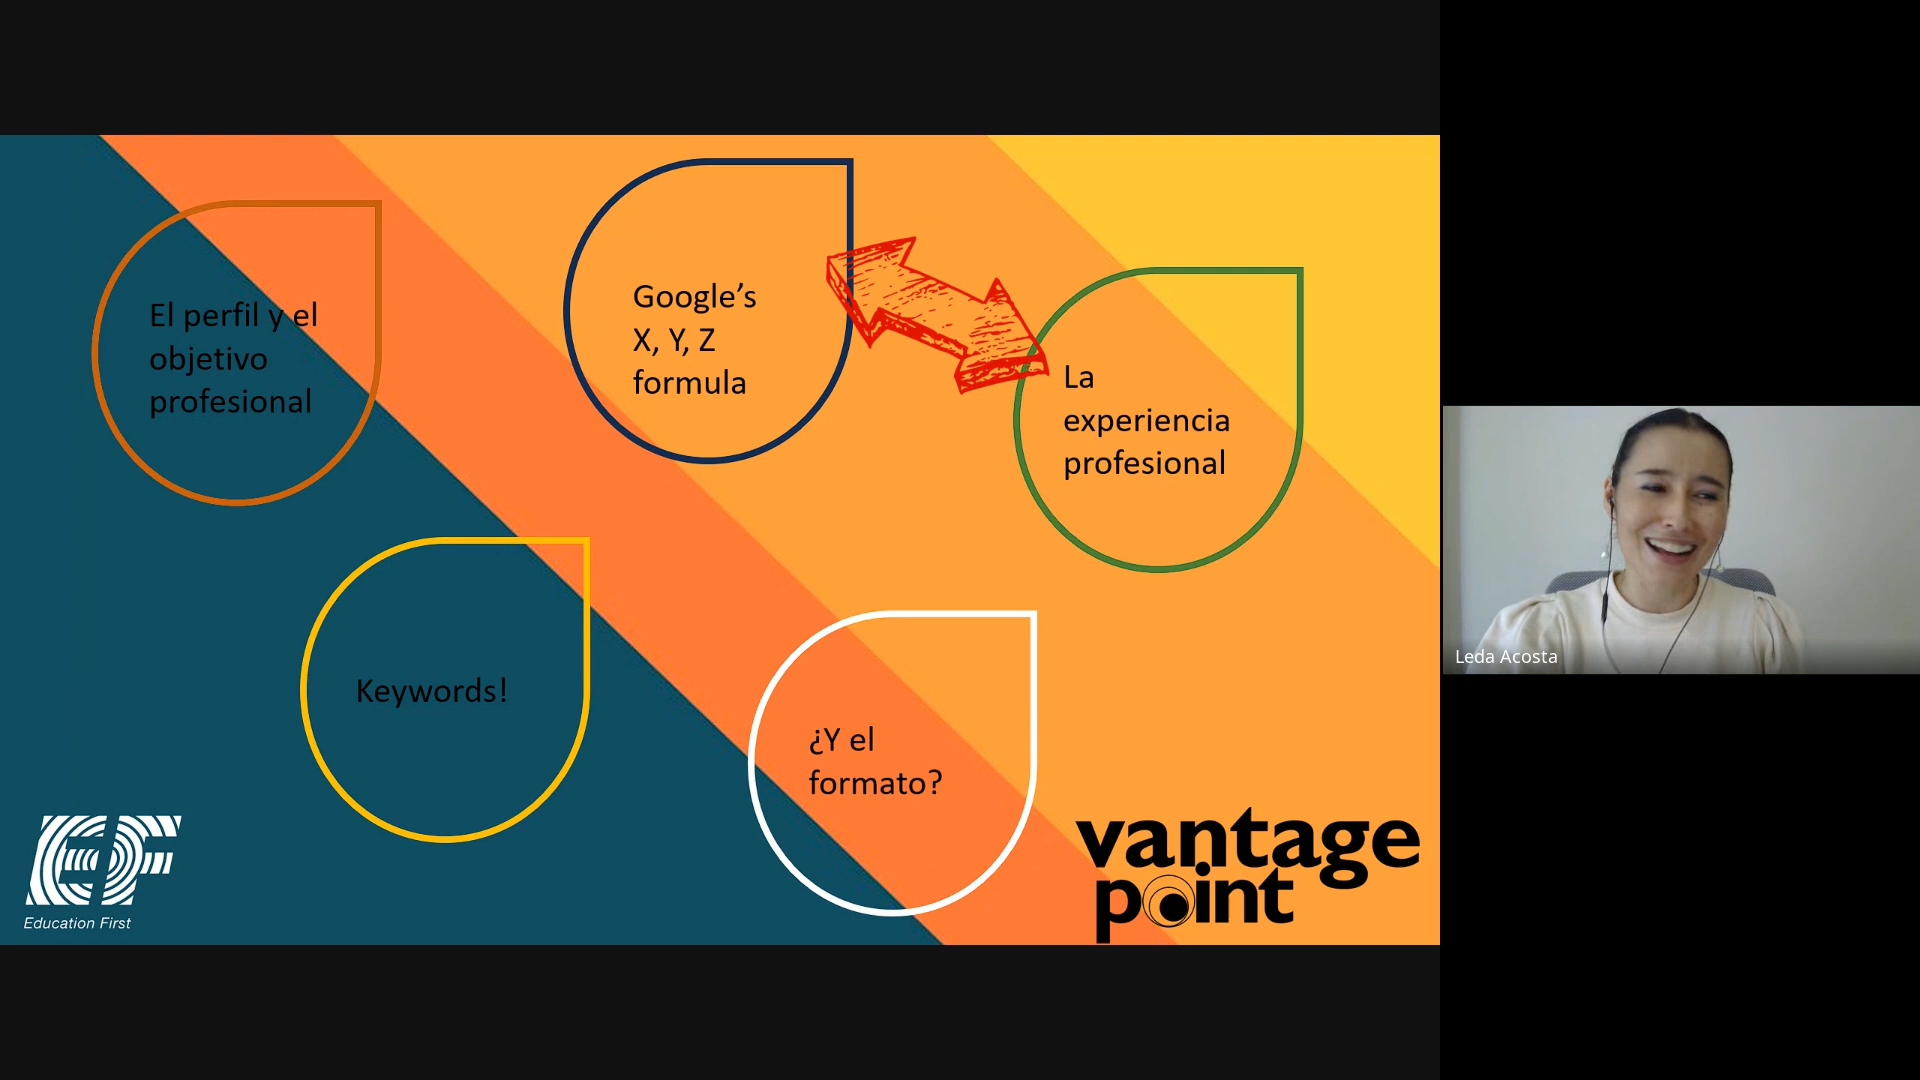 El perfil y el
objetivo
profesional
Google’s
X, Y, Z
formula
La
experiencia
profesional
Keywords!
¿Y el
formato?
EF
Education First
vantage
point
Leda Acosta